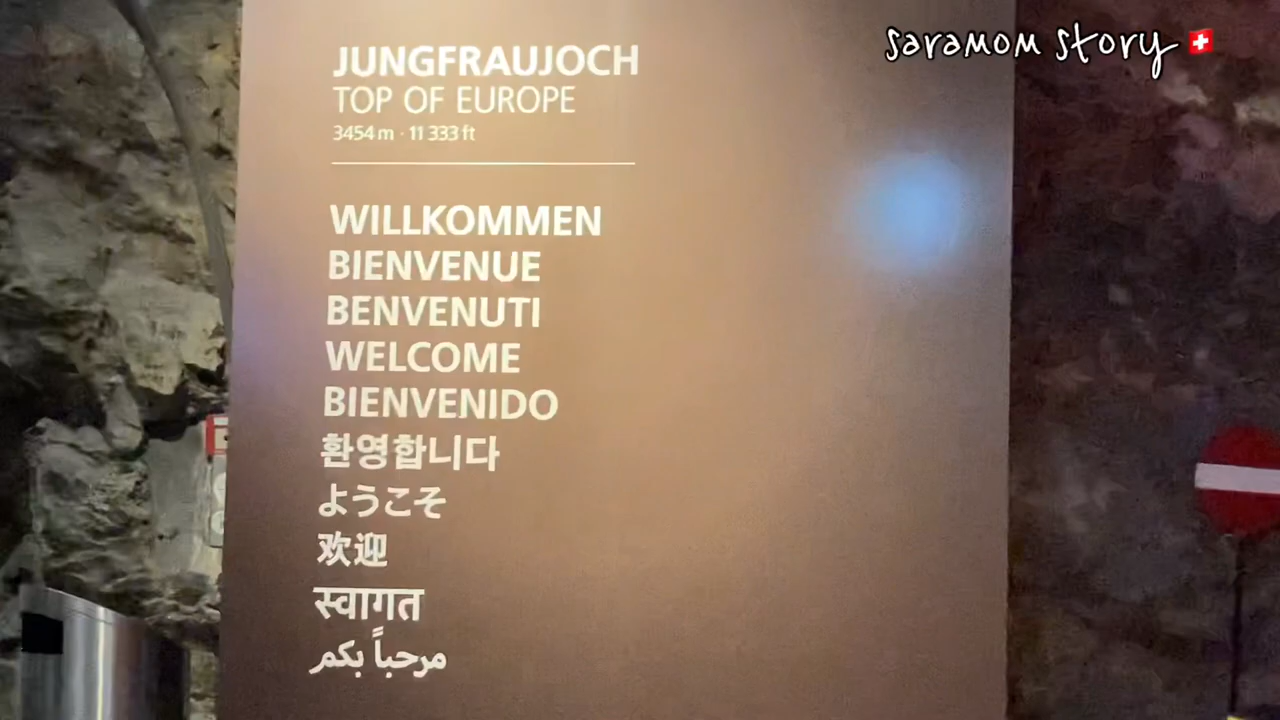 saramom story
JUNGFRAUJOCH
TOP OF EUROPE
3454 m · 11 333 ft
WILLKOMMEN
BIENVENUE
BENVENUTI
WELCOME
BIENVENIDO
환영합니다
ようこそ
欢迎
स्वागत
مرحباً بكم